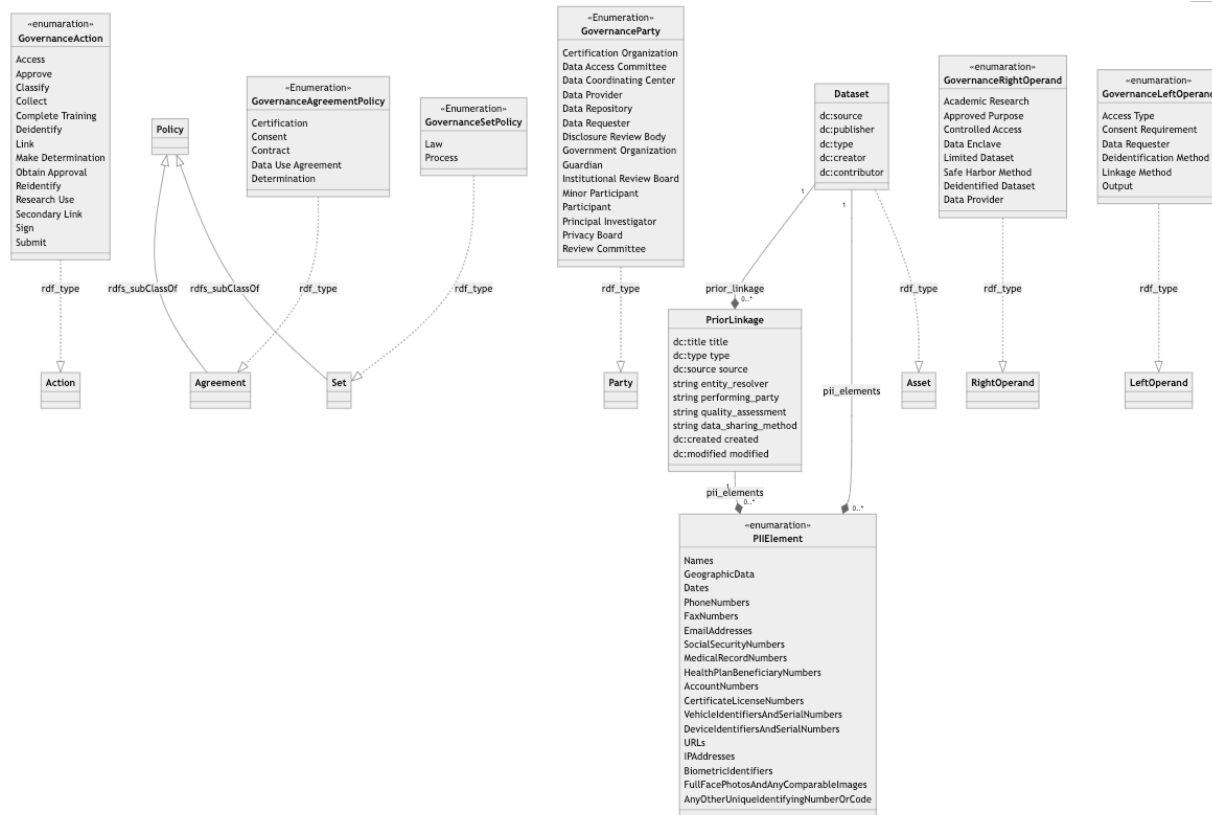 «enumaration»
GovernanceAction
Access
Approve
Classify
Collect
Complete Training
Deidentify
Link
Make Determination
Obtain Approval
Reidentify
Research Use
Secondary Link
Sign
Submit
Policy
«Enumeration»
GovernanceAgreementPolicy
Certification
Consent
Contract
Data Use Agreement
Determination
«Enumeration»
GovernanceSetPolicy
Law
Process
«Enumeration»
GovernanceParty
Certification Organization
Data Access Committee
Data Coordinating Center
Data Provider
Data Repository
Data Requester
Disclosure Review Body
Government Organization
Guardian
Institutional Review Board
Minor Participant
Participant
Principal Investigator
Privacy Board
Review Committee
Dataset
dc:source
dc:publisher
dc:type
dc:creator
dc:contributor
«enumaration»
GovernanceRightOperand
Academic Research
Approved Purpose
Controlled Access
Data Enclave
Limited Dataset
Safe Harbor Method
Deidentified Dataset
Data Provider
«enumaration»
GovernanceLeftOperand
Access Type
Consent Requirement
Data Requester
Deidentification Method
Linkage Method
Output
1
1
rdf_type
rdfs_subClassOf
rdfs_subClassOf
rdf_type
rdf_type
rdf_type
prior_linkage
rdf_type
rdf_type
rdf_type
0..*
PriorLinkage
dc:title title
dc:type type
dc:source source
string entity_resolver
string performing_party
string quality_assessment
string data_sharing_method
dc:created created
dc:modified modified
Action
Agreement
Set
Party
pii_elements
Asset
RightOperand
LeftOperand
1
pii_elements
0..*
0..*
«enumaration»
PIIElement
Names
GeographicData
Dates
PhoneNumbers
FaxNumbers
EmailAddresses
SocialSecurityNumbers
MedicalRecordNumbers
HealthPlanBeneficiaryNumbers
AccountNumbers
CertificateLicenseNumbers
VehicleIdentifiersAndSerialNumbers
DeviceIdentifiersAndSerialNumbers
URLs
IPAddresses
BiometricIdentifiers
FullFacePhotosAndAnyComparableImages
AnyOtherUniqueIdentifyingNumberOrCode